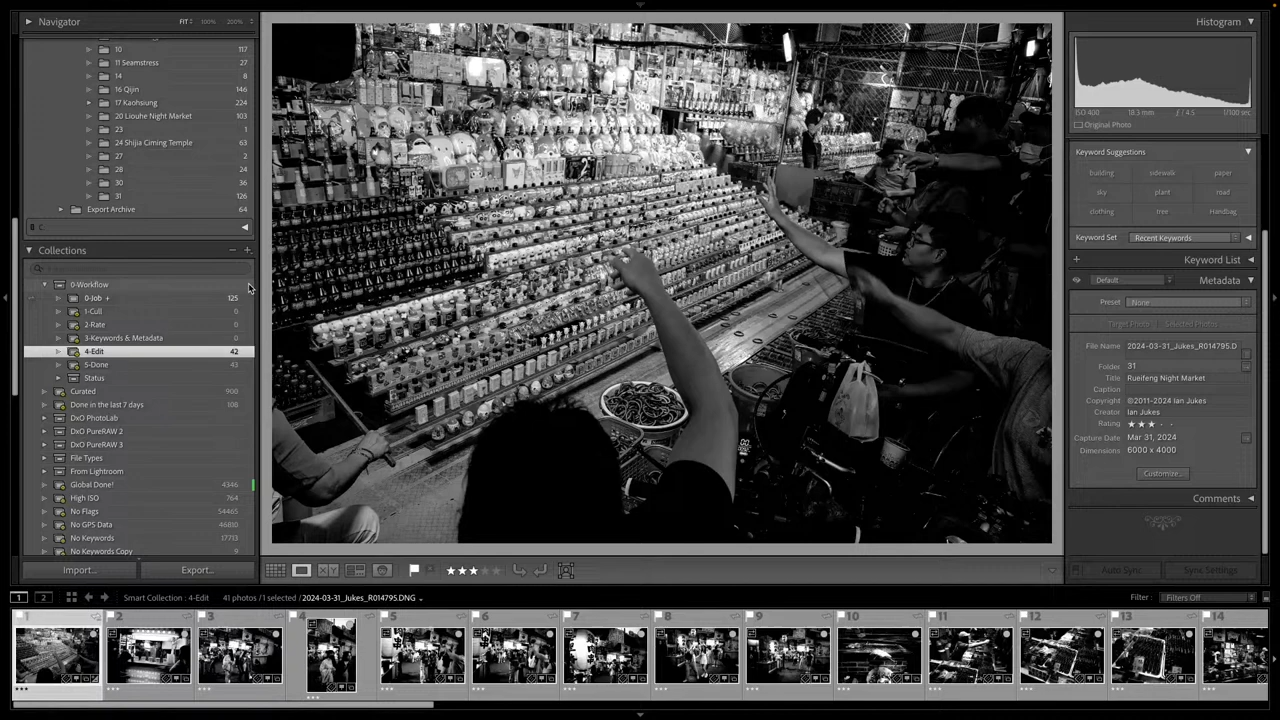 Navigator FIT 100% 200%
10 117
11 Seamstress 27
14 8
16 Qijin 146
17 Kaohsiung 224
20 Liouhe Night Market 103
23 1
24 Shijia Ciming Temple 63
27 2
28 24
30 36
31 126
Export Archive 64
Collections
0-Workflow
0-Job + 125
1-Cull 0
2-Rate 0
3-Keywords & Metadata 0
4-Edit 42
5-Done 43
Status
Curated 900
Done in the last 7 days 108
DxO PhotoLab
DxO PureRAW 2
DxO PureRAW 3
File Types
From Lightroom
Global Done! 4346
High ISO 764
No Flags 54465
No GPS Data 46810
No Keywords 17713
No Keywords Copy 9
Import... Export...
Histogram
ISO 400 18.3 mm ƒ / 4.5 1/100 sec
Original Photo
Keyword Suggestions
building sidewalk paper
sky plant road
clothing tree Handbag
Keyword Set Recent Keywords
Keyword List
Default Metadata
Preset None
Target Photo Selected Photos
File Name 2024-03-31_Jukes_R014795.D
Folder 31
Title Rueifeng Night Market
Caption
Copyright ©2011-2024 Ian Jukes
Creator Ian Jukes
Rating
Capture Date Mar 31, 2024
Dimensions 6000 x 4000
Customize...
Comments
Auto Sync Sync Settings
1 2 Smart Collection : 4-Edit 41 photos / 1 selected / 2024-03-31_Jukes_R014795.DNG Filter : Filters Off
1 2 3 4 5 6 7 8 9 10 11 12 13 14